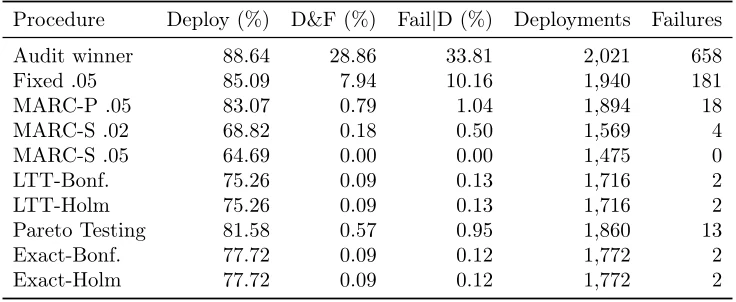 Procedure Deploy (%) D&F (%) Fail|D (%) Deployments Failures
Audit winner 88.64 28.86 33.81 2,021 658
Fixed .05 85.09 7.94 10.16 1,940 181
MARC-P .05 83.07 0.79 1.04 1,894 18
MARC-S .02 68.82 0.18 0.50 1,569 4
MARC-S .05 64.69 0.00 0.00 1,475 0
LTT-Bonf. 75.26 0.09 0.13 1,716 2
LTT-Holm 75.26 0.09 0.13 1,716 2
Pareto Testing 81.58 0.57 0.95 1,860 13
Exact-Bonf. 77.72 0.09 0.12 1,772 2
Exact-Holm 77.72 0.09 0.12 1,772 2